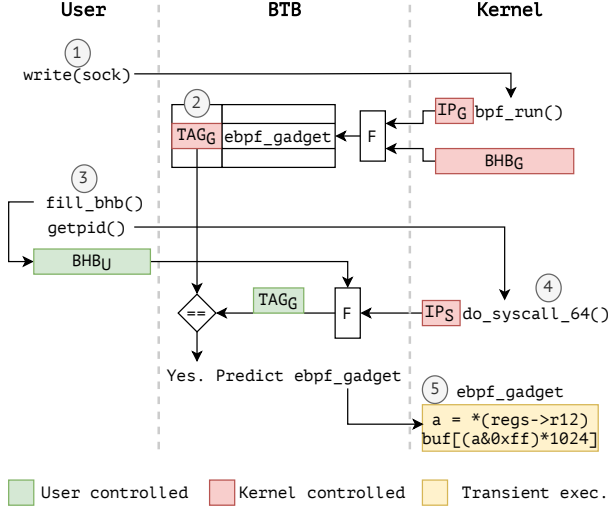 User BTB Kernel
1
write(sock)
2
IPG bpf_run()
TAGG ebpf_gadget F
BHBG
3
fill_bhb()
getpid()
BHBU
4
TAGG
== F IPS do_syscall_64()
Yes. Predict ebpf_gadget
5 ebpf_gadget
a = *(regs->r12)
buf[(a&0xff)*1024]
User controlled Kernel controlled Transient exec.